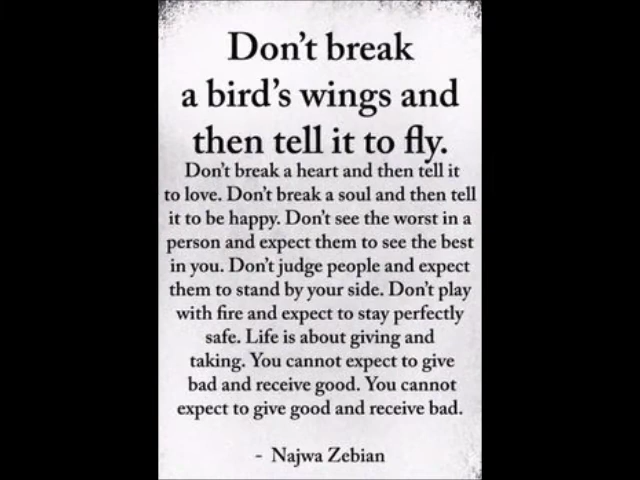 Don't break
a bird's wings and
then tell it to fly.
Don't break a heart and then tell it
to love. Don't break a soul and then tell
it to be happy. Don't see the worst in a
person and expect them to see the best
in you. Don't judge people and expect
them to stand by your side. Don't play
with fire and expect to stay perfectly
safe. Life is about giving and
taking. You cannot expect to give
bad and receive good. You cannot
expect to give good and receive bad.
- Najwa Zebian